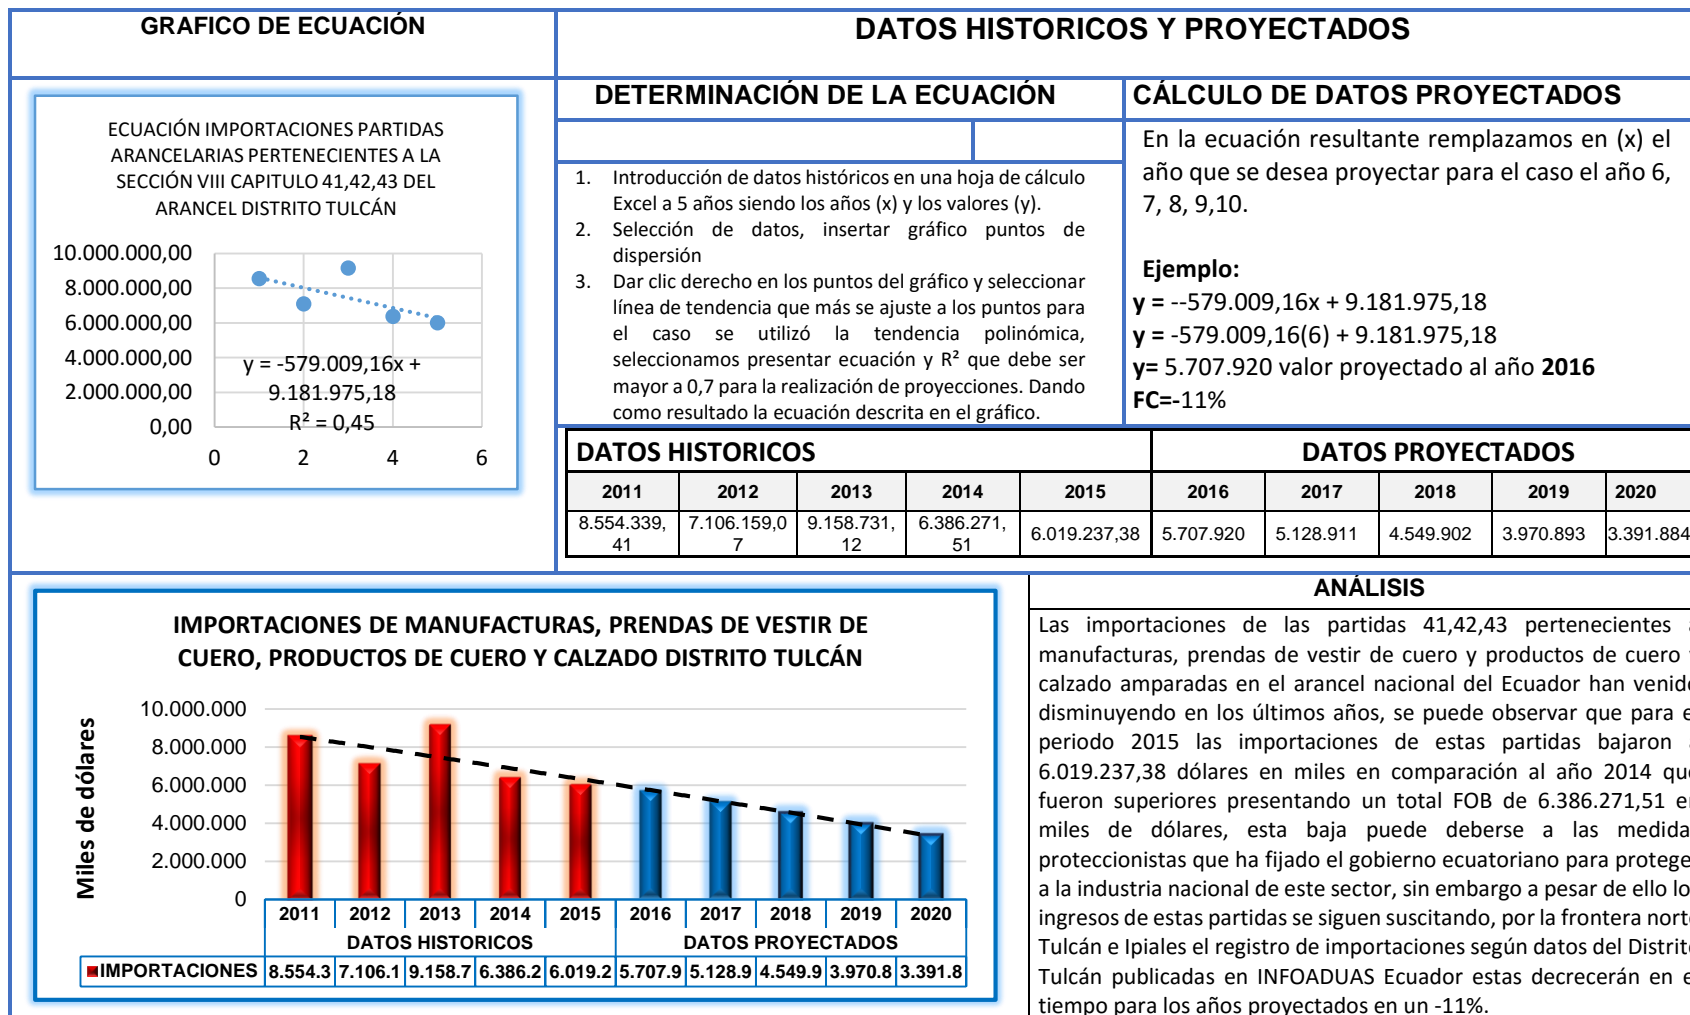 GRAFICO DE ECUACIÓN
DATOS HISTORICOS Y PROYECTADOS
ECUACIÓN IMPORTACIONES PARTIDAS
ARANCELARIAS PERTENECIENTES A LA
SECCIÓN VIII CAPITULO 41,42,43 DEL
ARANCEL DISTRITO TULCÁN
10.000.000,00
8.000.000,00
6.000.000,00
4.000.000,00
2.000.000,00
0,00
y = -579.009,16x +
9.181.975,18
R² = 0,45
0 2 4 6
DETERMINACIÓN DE LA ECUACIÓN
1. Introducción de datos históricos en una hoja de cálculo
Excel a 5 años siendo los años (x) y los valores (y).
2. Selección de datos, insertar gráfico puntos de
dispersión
3. Dar clic derecho en los puntos del gráfico y seleccionar
línea de tendencia que más se ajuste a los puntos para
el caso se utilizó la tendencia polinómica,
seleccionamos presentar ecuación y R² que debe ser
mayor a 0,7 para la realización de proyecciones. Dando
como resultado la ecuación descrita en el gráfico.
CÁLCULO DE DATOS PROYECTADOS
En la ecuación resultante remplazamos en (x) el
año que se desea proyectar para el caso el año 6,
7, 8, 9,10.
Ejemplo:
y = --579.009,16x + 9.181.975,18
y = -579.009,16(6) + 9.181.975,18
y= 5.707.920 valor proyectado al año 2016
FC=-11%
DATOS HISTORICOS DATOS PROYECTADOS
2011 2012 2013 2014 2015 2016 2017 2018 2019 2020
8.554.339, 7.106.159,0 9.158.731, 6.386.271, 6.019.237,38 5.707.920 5.128.911 4.549.902 3.970.893 3.391.884
41 7 12 51
IMPORTACIONES DE MANUFACTURAS, PRENDAS DE VESTIR DE
CUERO, PRODUCTOS DE CUERO Y CALZADO DISTRITO TULCÁN
Miles de dólares
10.000.000
8.000.000
6.000.000
4.000.000
2.000.000
0
2011 2012 2013 2014 2015 2016 2017 2018 2019 2020
DATOS HISTORICOS DATOS PROYECTADOS
IMPORTACIONES 8.554.3 7.106.1 9.158.7 6.386.2 6.019.2 5.707.9 5.128.9 4.549.9 3.970.8 3.391.8
ANÁLISIS
Las importaciones de las partidas 41,42,43 pertenecientes
manufacturas, prendas de vestir de cuero y productos de cuero
calzado amparadas en el arancel nacional del Ecuador han venid
disminuyendo en los últimos años, se puede observar que para e
periodo 2015 las importaciones de estas partidas bajaron
6.019.237,38 dólares en miles en comparación al año 2014 qu
fueron superiores presentando un total FOB de 6.386.271,51 e
miles de dólares, esta baja puede deberse a las medida
proteccionistas que ha fijado el gobierno ecuatoriano para protege
a la industria nacional de este sector, sin embargo a pesar de ello lo
ingresos de estas partidas se siguen suscitando, por la frontera nort
Tulcán e Ipiales el registro de importaciones según datos del Distrit
Tulcán publicadas en INFOADUAS Ecuador estas decrecerán en e
tiempo para los años proyectados en un -11%.